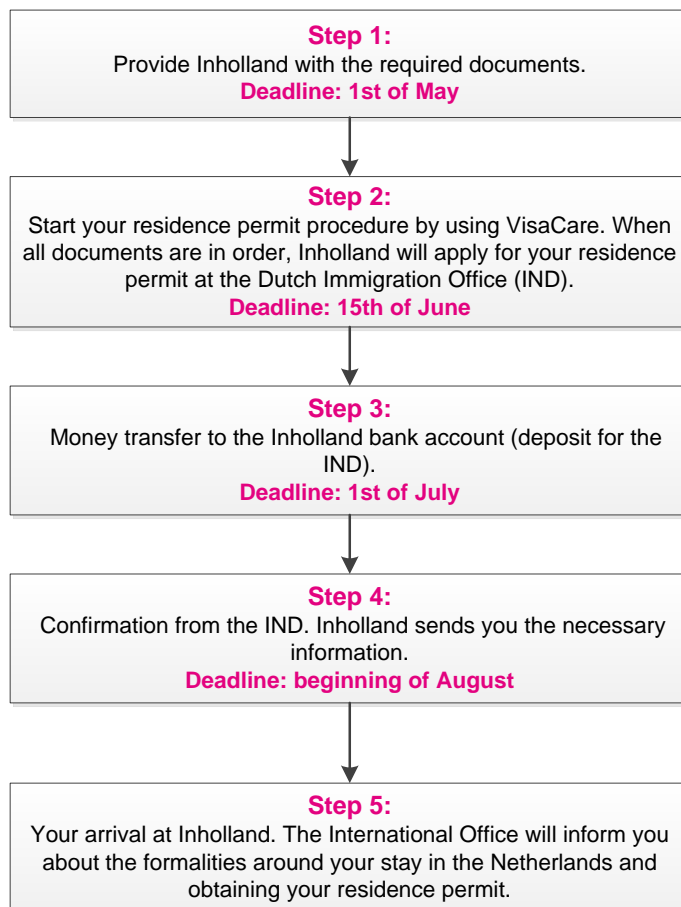 Step 1:
Provide Inholland with the required documents.
Deadline: 1st of May
Step 2:
Start your residence permit procedure by using VisaCare. When
all documents are in order, Inholland will apply for your residence
permit at the Dutch Immigration Office (IND).
Deadline: 15th of June
Step 3:
Money transfer to the Inholland bank account (deposit for the
IND).
Deadline: 1st of July
Step 4:
Confirmation from the IND. Inholland sends you the necessary
information.
Deadline: beginning of August
Step 5:
Your arrival at Inholland. The International Office will inform you
about the formalities around your stay in the Netherlands and
obtaining your residence permit.